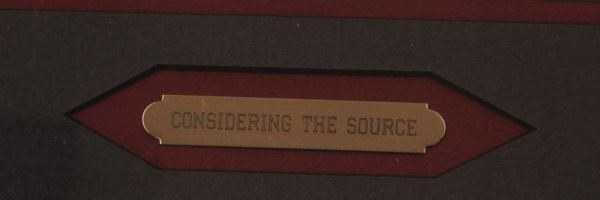 CONSIDERING THE SOURCE